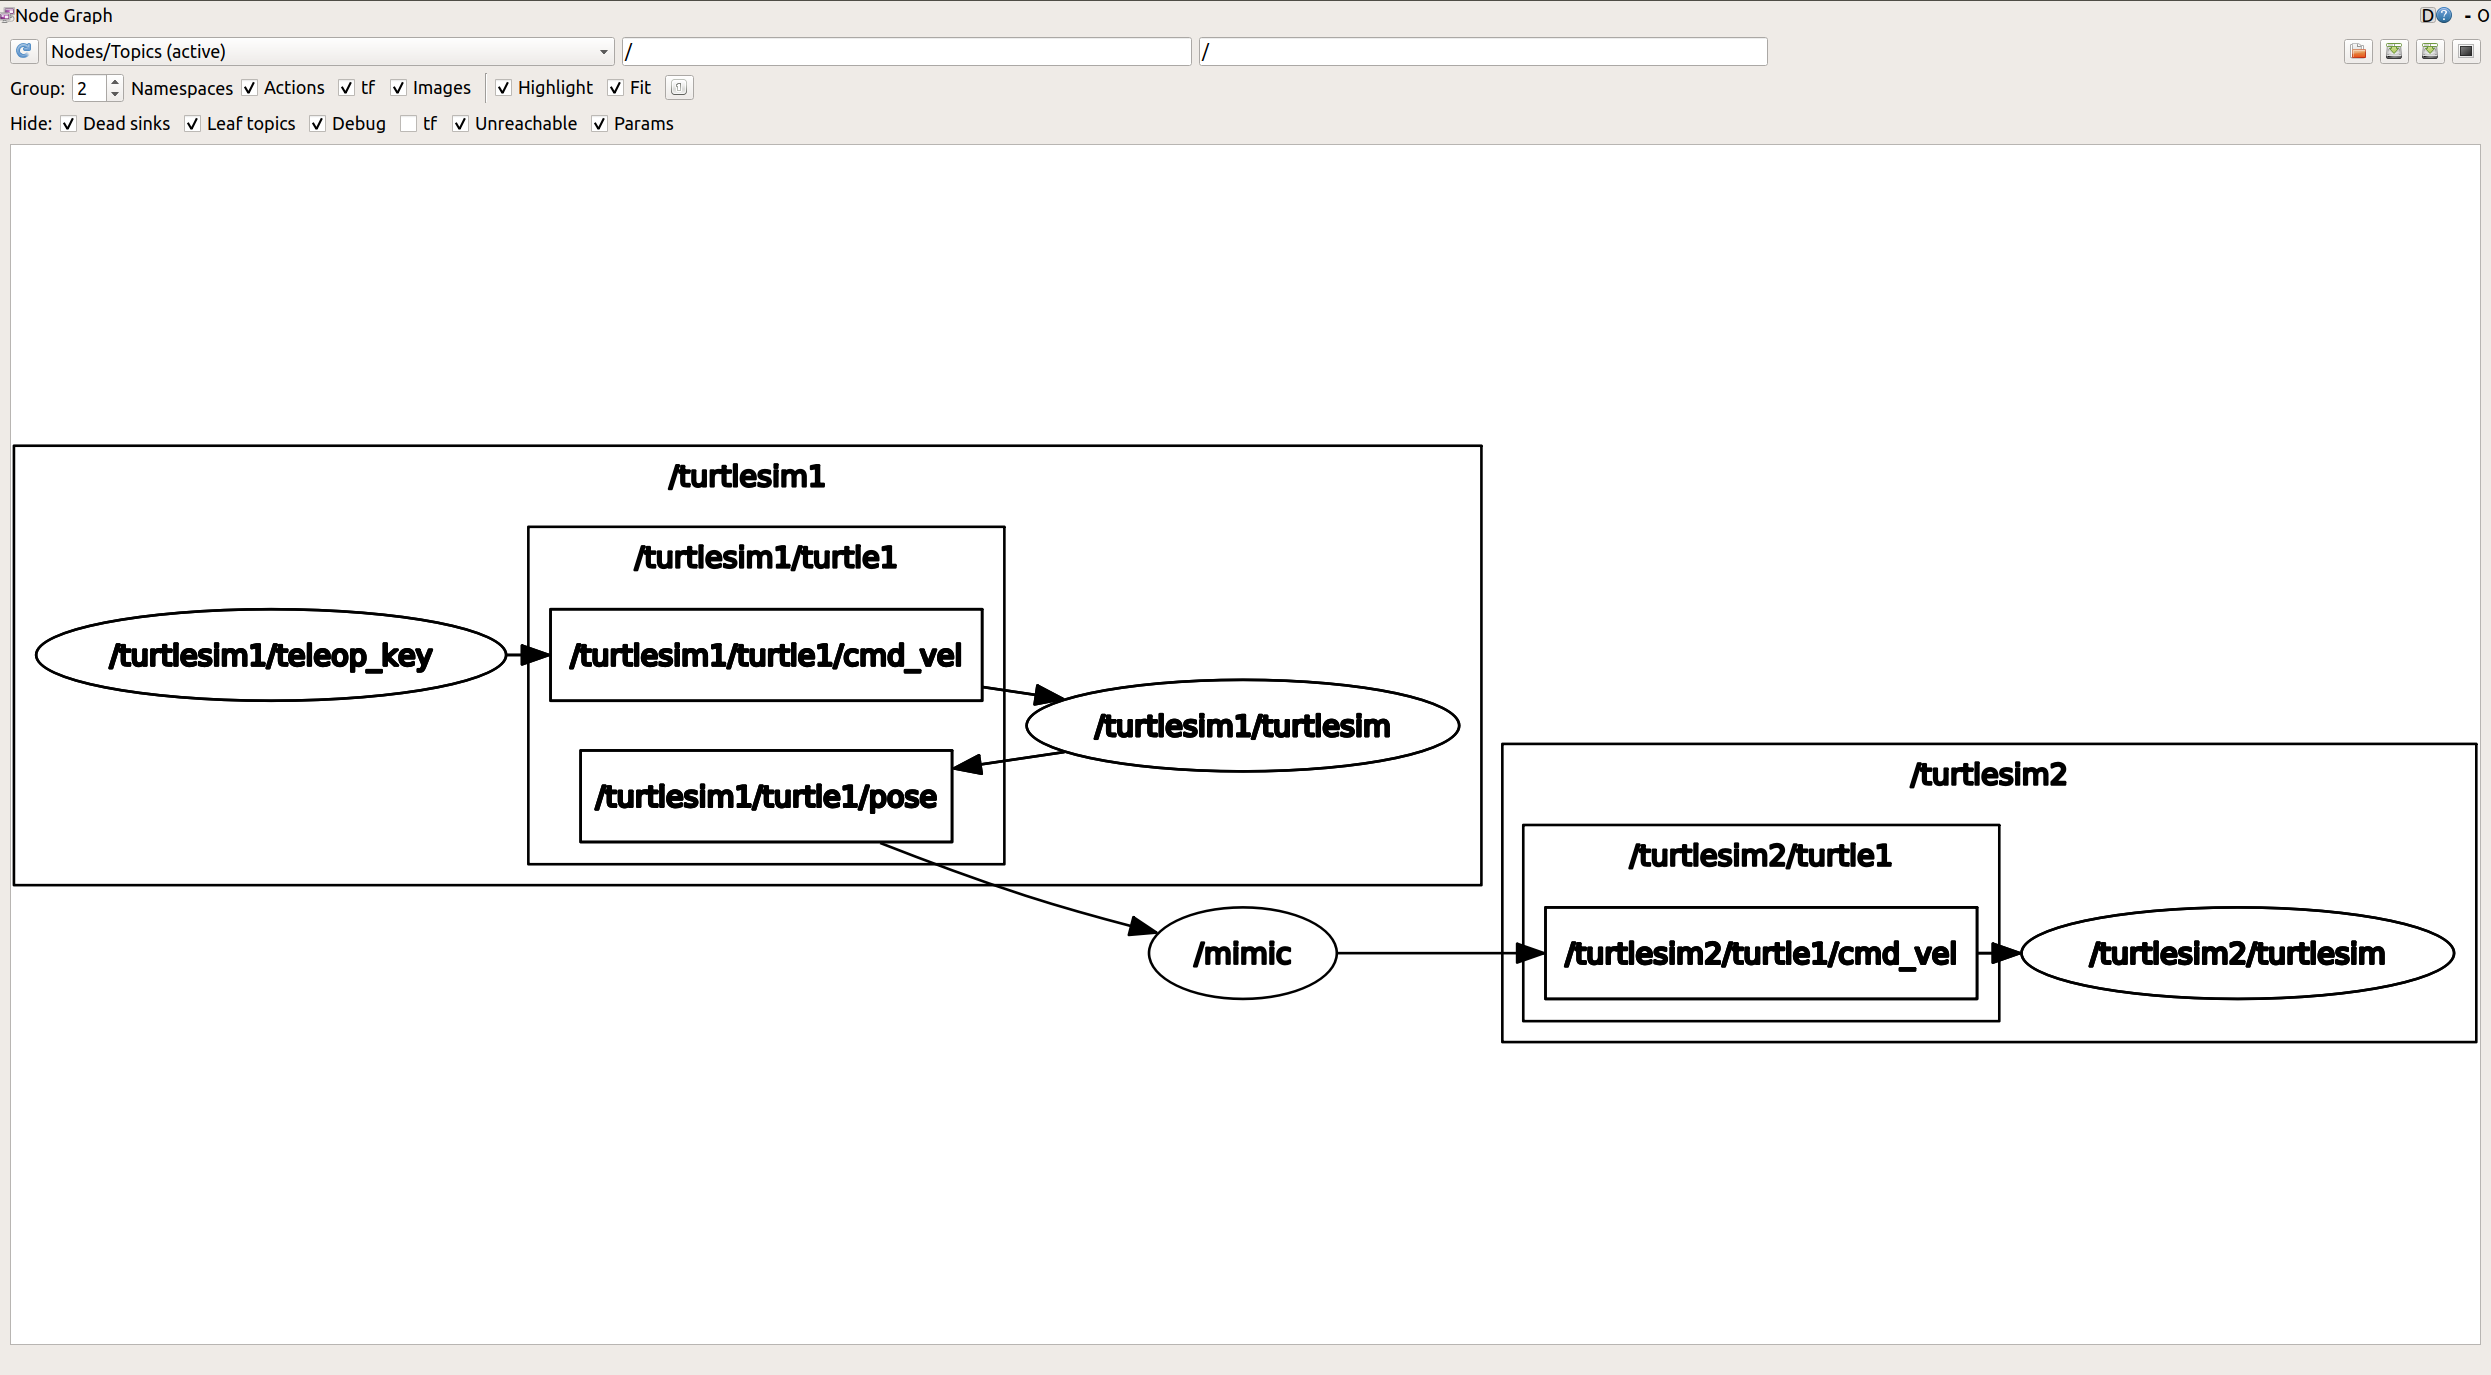 Node Graph
D - O
Nodes/Topics (active) / /
Group: 2 Namespaces Actions tf Images Highlight Fit
Hide: Dead sinks Leaf topics Debug tf Unreachable Params
/turtlesim1
/turtlesim1/turtle1
/turtlesim1/teleop_key
/turtlesim1/turtle1/cmd_vel
/turtlesim1/turtlesim
/turtlesim1/turtle1/pose
/turtlesim2
/turtlesim2/turtle1
/mimic
/turtlesim2/turtle1/cmd_vel
/turtlesim2/turtlesim